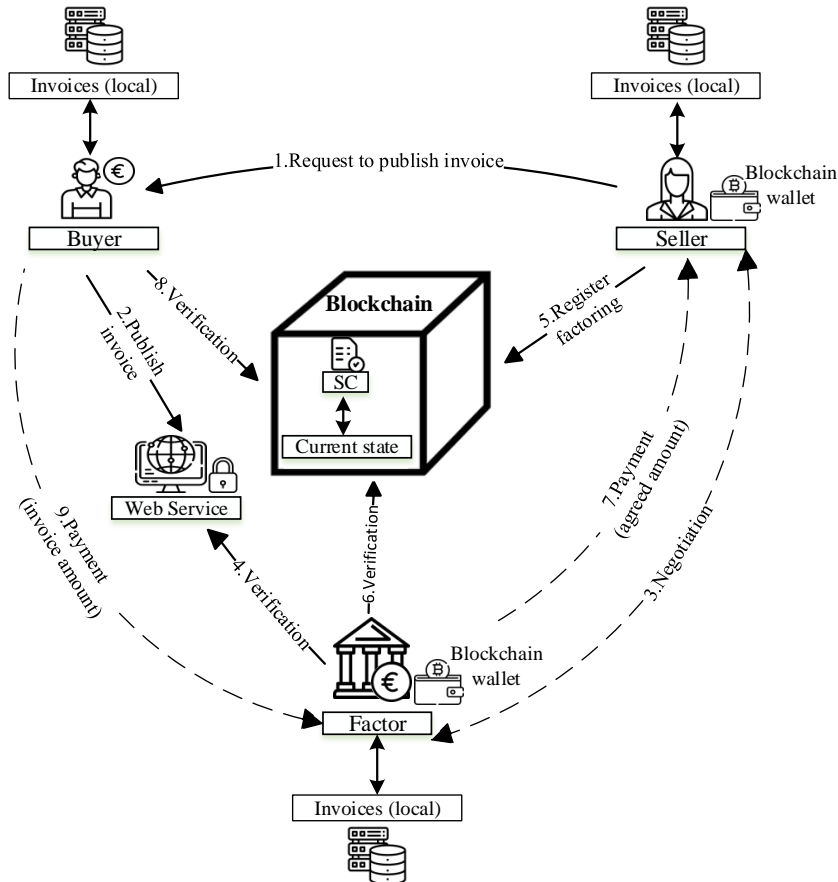 Invoices (local)
Invoices (local)
1.Request to publish invoice
Blockchain
wallet
Buyer
Seller
8.Verification
2.Publish
invoice
Blockchain
5.Register
factoring
SC
Current state
Web Service
9.Payment
(invoice amount)
4.Verification
6.Verification
7.Payment
(agreed amount)
3.Negotiation
Blockchain
wallet
Factor
Invoices (local)